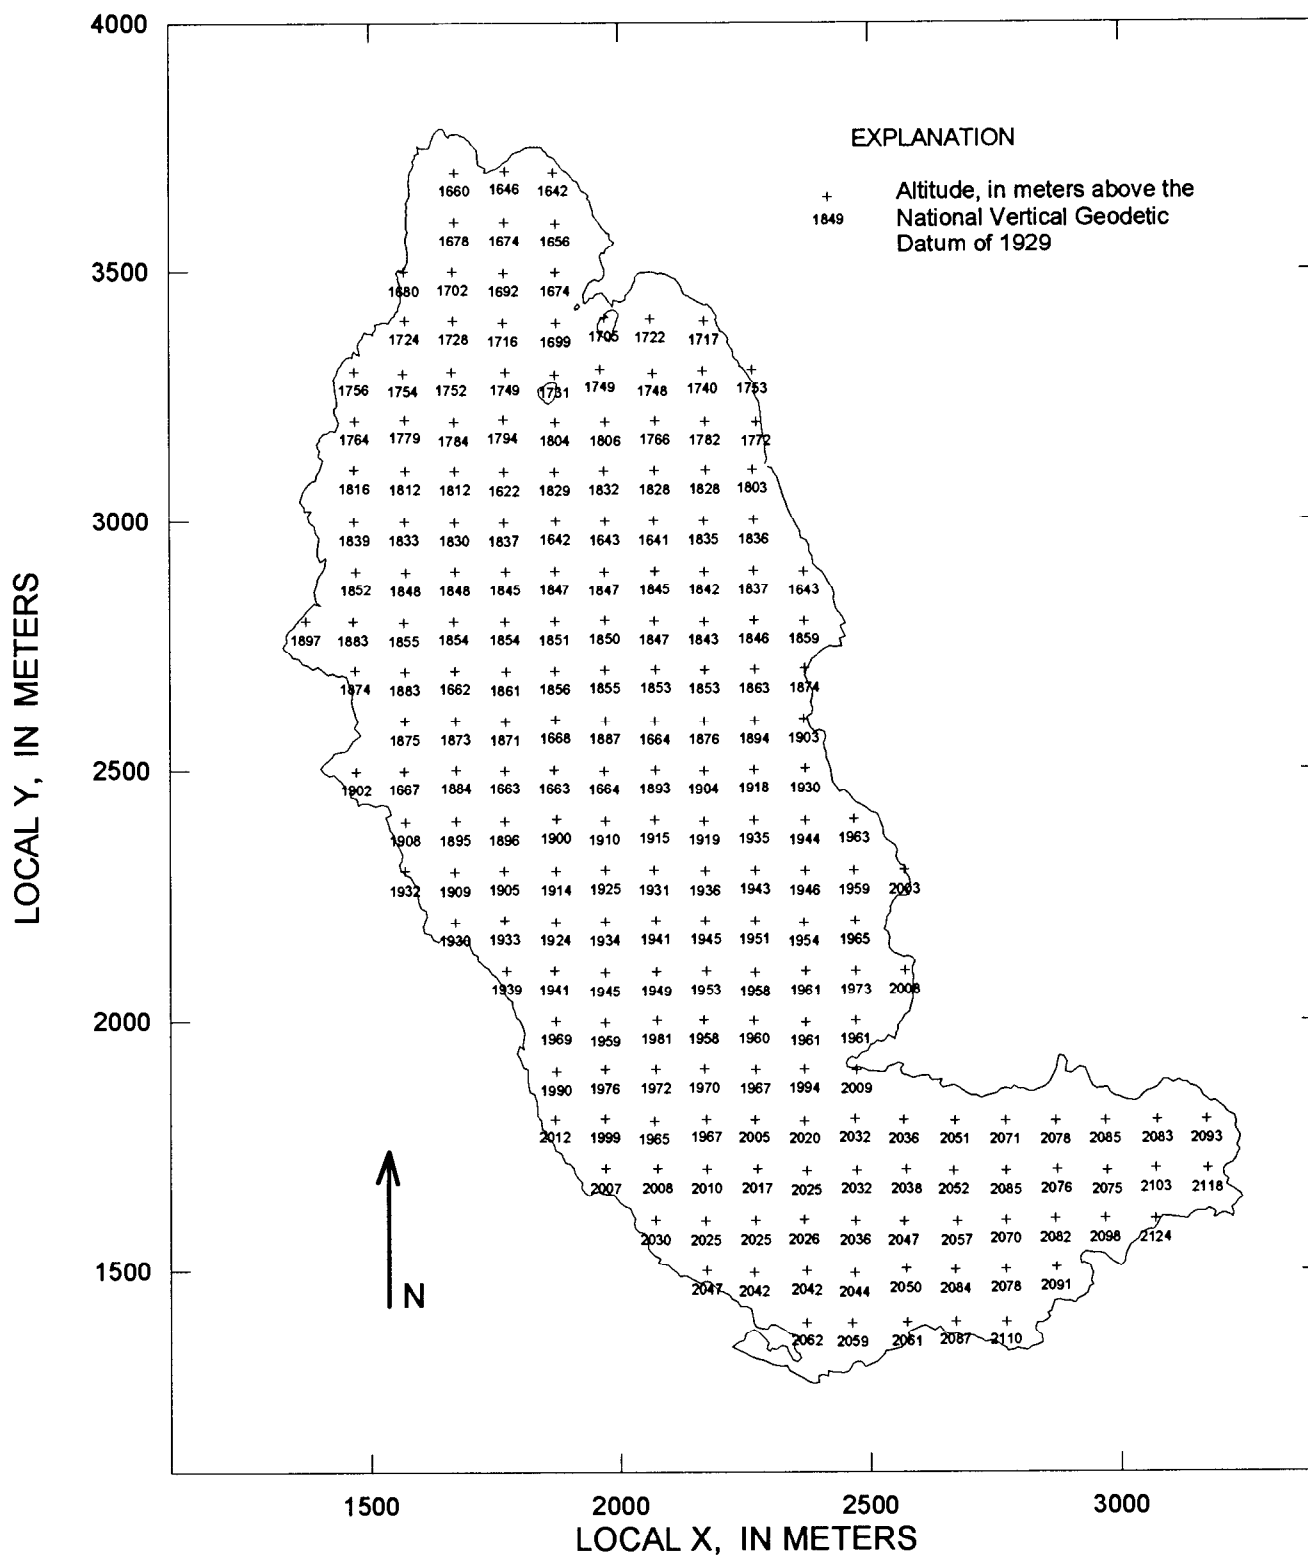 4000
EXPLANATION
Altitude, in meters above the
1849 National Vertical Geodetic
Datum of 1929
1660 1646 1642
1678 1674 1656
3500
1680 1702 1692 1674
1724 1728 1716 1699 1705 1722 1717
1756 1754 1752 1749 1731 1749 1748 1740 1753
1764 1779 1784 1794 1804 1806 1766 1782 1772
1816 1812 1812 1622 1829 1832 1828 1828 1803
3000
1839 1833 1830 1837 1642 1643 1641 1835 1836
1852 1848 1848 1845 1847 1847 1845 1842 1837 1643
1897 1883 1855 1854 1854 1851 1850 1847 1843 1846 1859
1874 1883 1662 1861 1856 1855 1853 1853 1863 1874
1875 1873 1871 1668 1887 1664 1876 1894 1903
2500
1902 1667 1884 1663 1663 1664 1893 1904 1918 1930
1908 1895 1896 1900 1910 1915 1919 1935 1944 1963
1932 1909 1905 1914 1925 1931 1936 1943 1946 1959 2003
1930 1933 1924 1934 1941 1945 1951 1954 1965
1939 1941 1945 1949 1953 1958 1961 1973 2008
2000
1969 1959 1981 1958 1960 1961 1961
1990 1976 1972 1970 1967 1994 2009
2012 1999 1965 1967 2005 2020 2032 2036 2051 2071 2078 2085 2083 2093
2007 2008 2010 2017 2025 2032 2038 2052 2085 2076 2075 2103 2118
2030 2025 2025 2026 2036 2047 2057 2070 2082 2098 2124
1500
2047 2042 2042 2044 2050 2084 2078 2091
N
2062 2059 2061 2087 2110
LOCAL Y, IN METERS
1500 2000 2500 3000
LOCAL X, IN METERS